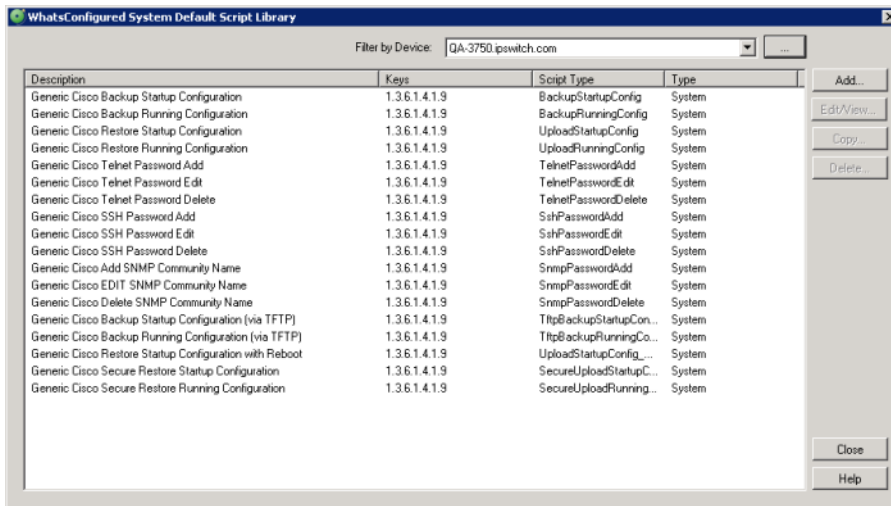 WhatsConfigured System Default Script Library
Filter by Device: QA-3750.ipswitch.com ...
Description Keys Script Type Type
Generic Cisco Backup Startup Configuration 1.3.6.1.4.1.9 BackupStartupConfig System
Generic Cisco Backup Running Configuration 1.3.6.1.4.1.9 BackupRunningConfig System
Generic Cisco Restore Startup Configuration 1.3.6.1.4.1.9 UploadStartupConfig System
Generic Cisco Restore Running Configuration 1.3.6.1.4.1.9 UploadRunningConfig System
Generic Cisco Telnet Password Add 1.3.6.1.4.1.9 TelnetPasswordAdd System
Generic Cisco Telnet Password Edit 1.3.6.1.4.1.9 TelnetPasswordEdit System
Generic Cisco Telnet Password Delete 1.3.6.1.4.1.9 TelnetPasswordDelete System
Generic Cisco SSH Password Add 1.3.6.1.4.1.9 SshPasswordAdd System
Generic Cisco SSH Password Edit 1.3.6.1.4.1.9 SshPasswordEdit System
Generic Cisco SSH Password Delete 1.3.6.1.4.1.9 SshPasswordDelete System
Generic Cisco Add SNMP Community Name 1.3.6.1.4.1.9 SnmpPasswordAdd System
Generic Cisco EDIT SNMP Community Name 1.3.6.1.4.1.9 SnmpPasswordEdit System
Generic Cisco Delete SNMP Community Name 1.3.6.1.4.1.9 SnmpPasswordDelete System
Generic Cisco Backup Startup Configuration (via TFTP) 1.3.6.1.4.1.9 TftpBackupStartupCon... System
Generic Cisco Backup Running Configuration (via TFTP) 1.3.6.1.4.1.9 TftpBackupRunningCo... System
Generic Cisco Restore Startup Configuration with Reboot 1.3.6.1.4.1.9 UploadStartupConfig_... System
Generic Cisco Secure Restore Startup Configuration 1.3.6.1.4.1.9 SecureUploadStartupC... System
Generic Cisco Secure Restore Running Configuration 1.3.6.1.4.1.9 SecureUploadRunning... System
Add...
Edit/View...
Copy...
Delete...
Close
Help